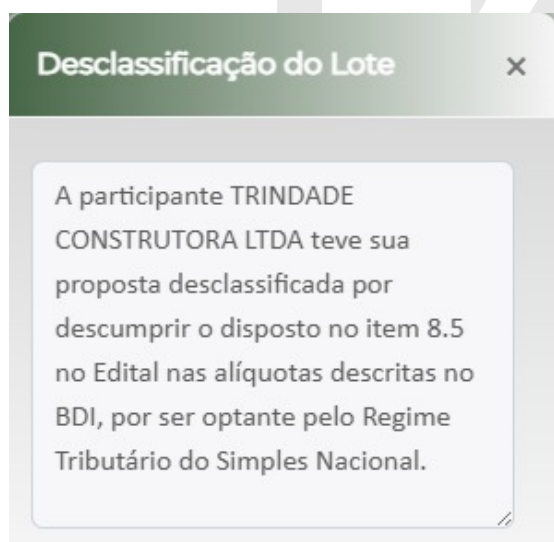 Desclassificação do Lote ×
A participante TRINDADE
CONSTRUTORA LTDA teve sua
proposta desclassificada por
descumprir o disposto no item 8.5
no Edital nas alíquotas descritas no
BDI, por ser optante pelo Regime
Tributário do Simples Nacional.